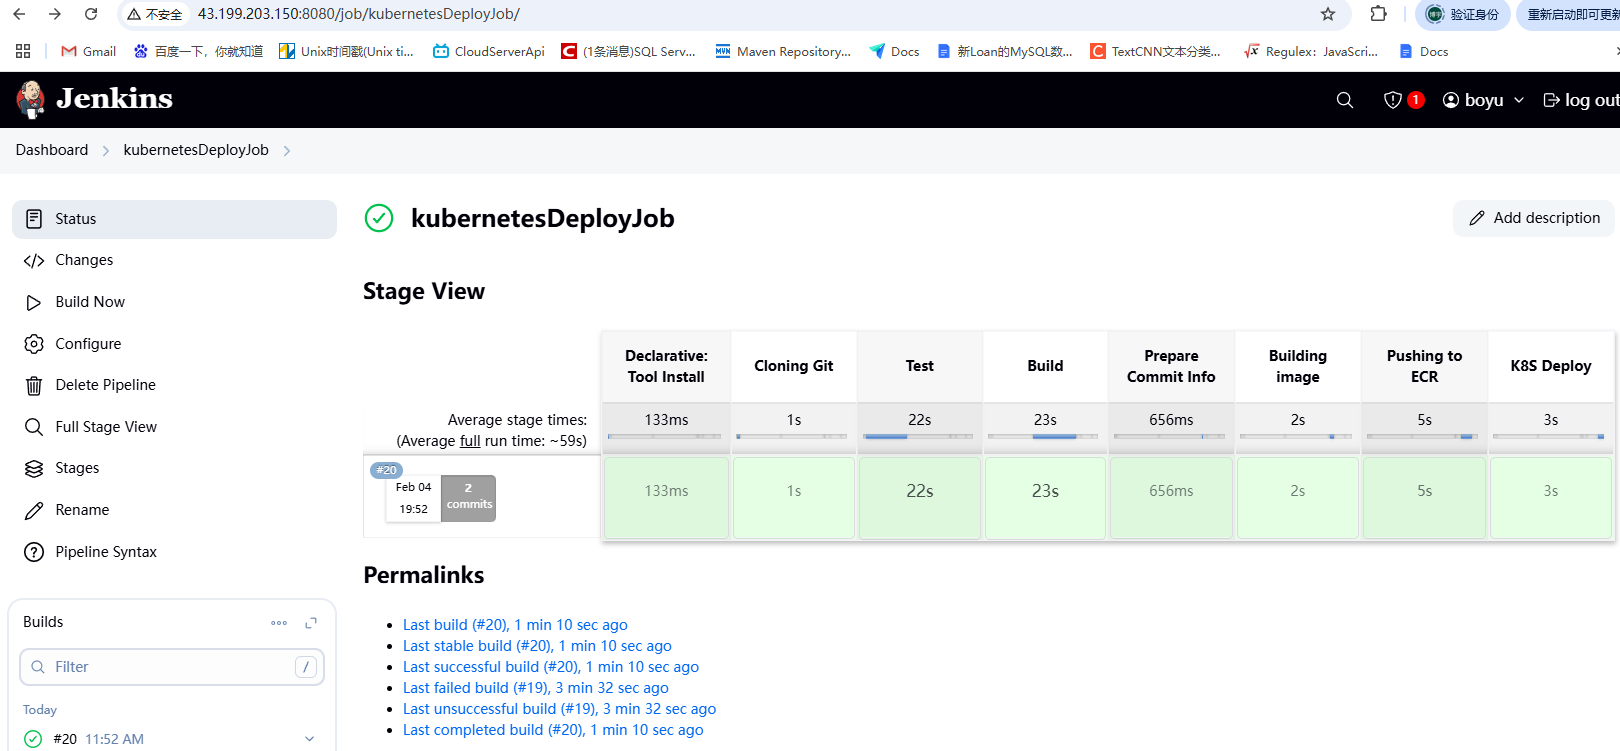 不安全 43.199.203.150:8080/job/kubernetesDeployJob/ 验证身份 重新启动即可更新
Gmail 百度一下，你就知道 Unix时间戳(Unix ti... CloudServerApi (1条消息)SQL Serv... Maven Repository... Docs 新Loan的MySQL数... TextCNN文本分类... Regulex：JavaScri... Docs
Jenkins 1 boyu log out
Dashboard kubernetesDeployJob
Status
Changes
Build Now
Configure
Delete Pipeline
Full Stage View
Stages
Rename
Pipeline Syntax
Builds
Filter /
Today
#20 11:52 AM
kubernetesDeployJob
Add description
Stage View
Declarative: Tool Install Cloning Git Test Build Prepare Commit Info Building image Pushing to ECR K8S Deploy
Average stage times: 133ms 1s 22s 23s 656ms 2s 5s 3s
(Average full run time: ~59s)
#20
Feb 04 19:52 2 commits 133ms 1s 22s 23s 656ms 2s 5s 3s
Permalinks
Last build (#20), 1 min 10 sec ago
Last stable build (#20), 1 min 10 sec ago
Last successful build (#20), 1 min 10 sec ago
Last failed build (#19), 3 min 32 sec ago
Last unsuccessful build (#19), 3 min 32 sec ago
Last completed build (#20), 1 min 10 sec ago